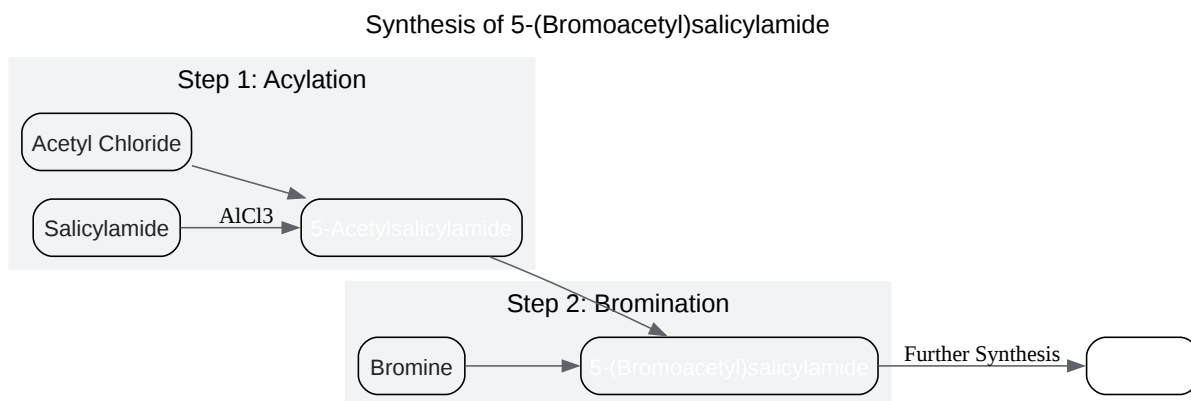 Synthesis of 5-(Bromoacetyl)salicylamide
Step 1: Acylation
Acetyl Chloride
Salicylamide
AlCl3
5-Acetylsalicylamide
Step 2: Bromination
Bromine
5-(Bromoacetyl)salicylamide
Further Synthesis